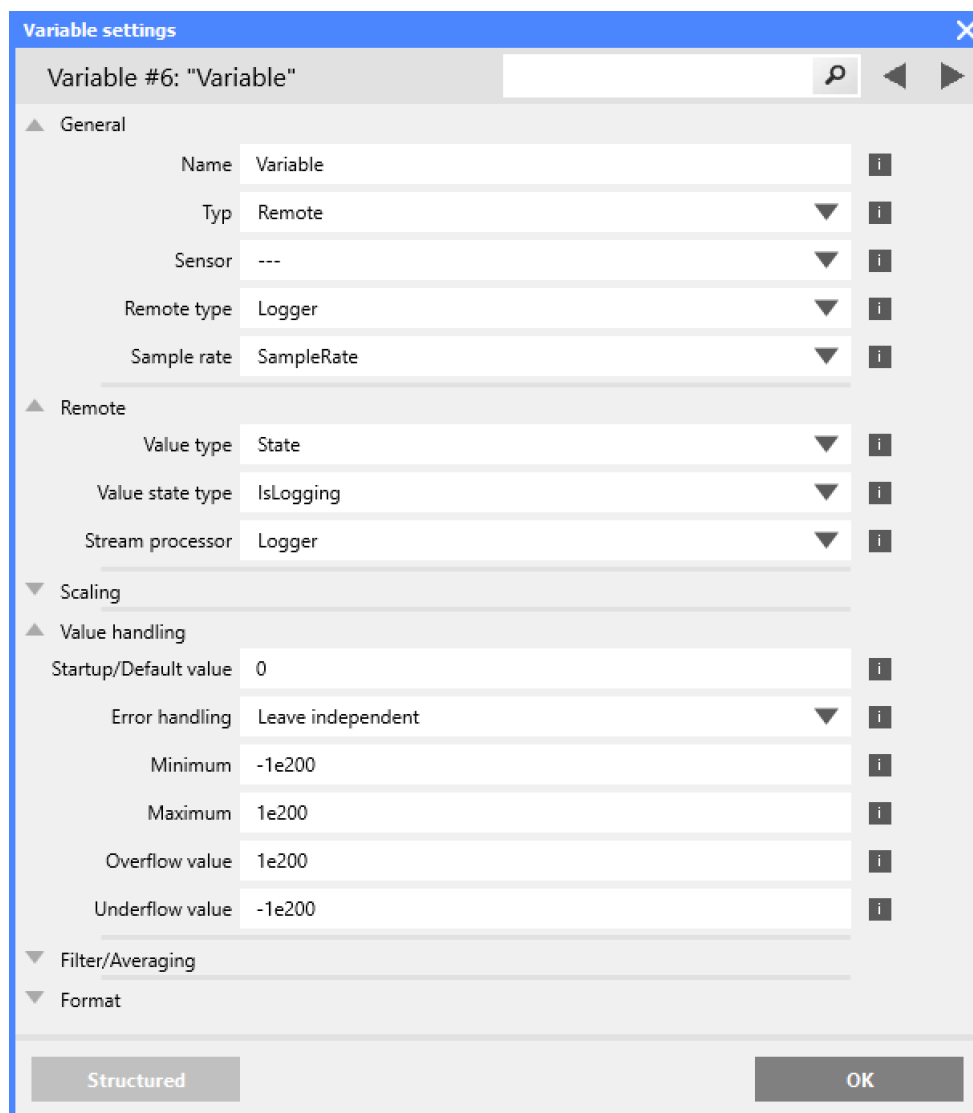 Variable settings
Variable #6: "Variable"
General
Name Variable
Typ Remote
Sensor ---
Remote type Logger
Sample rate SampleRate
Remote
Value type State
Value state type IsLogging
Stream processor Logger
Scaling
Value handling
Startup/Default value 0
Error handling Leave independent
Minimum -1e200
Maximum 1e200
Overflow value 1e200
Underflow value -1e200
Filter/Averaging
Format
Structured OK